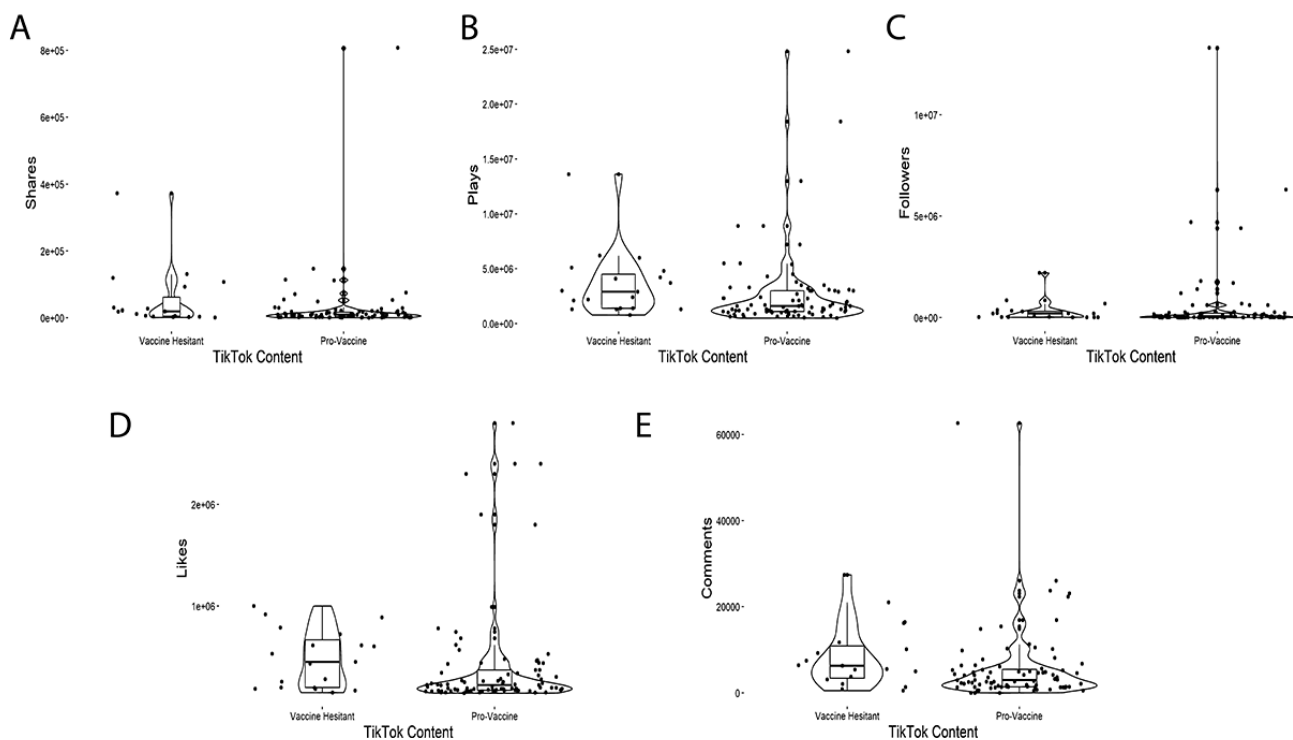 A
8e+05
6e+05
4e+05
2e+05
0e+00
Shares
Vaccine Hesitant
Pro-Vaccine
TikTok Content
B
2.5e+07
2.0e+07
1.5e+07
1.0e+07
5.0e+06
0.0e+00
Plays
Vaccine Hesitant
Pro-Vaccine
TikTok Content
C
1e+07
5e+06
0e+00
Followers
Vaccine Hesitant
Pro-Vaccine
TikTok Content
D
2e+06
1e+06
Likes
Vaccine Hesitant
Pro-Vaccine
TikTok Content
E
60000
40000
20000
0
Comments
Vaccine Hesitant
Pro-Vaccine
TikTok Content